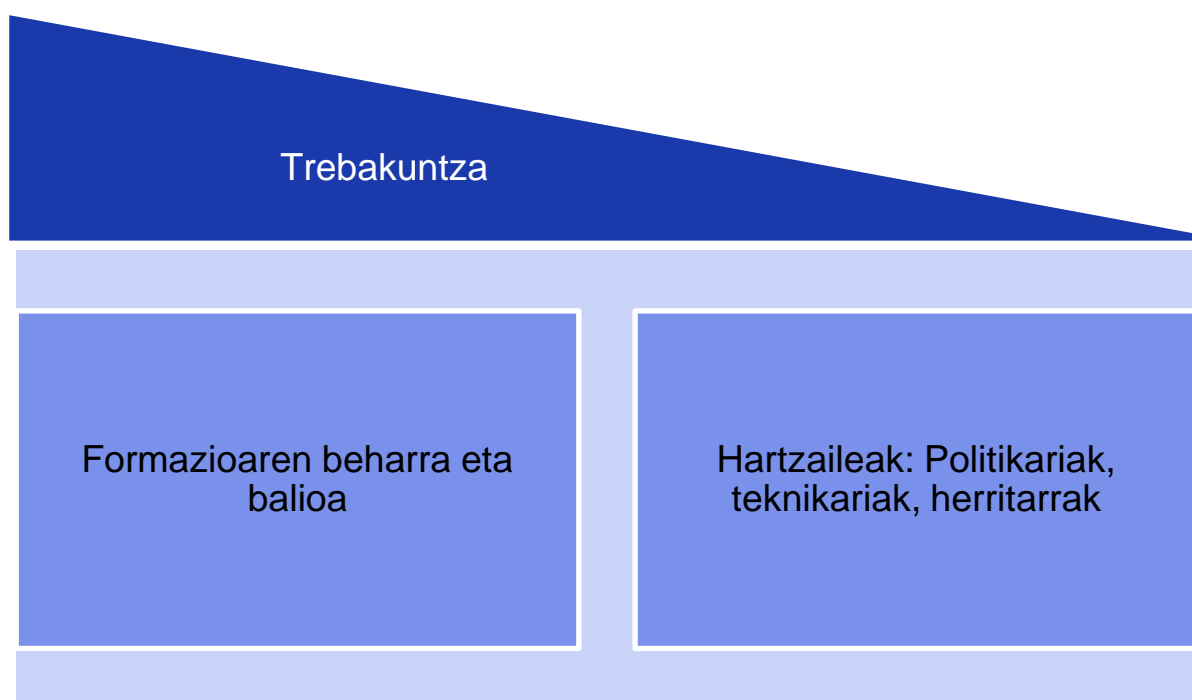 Trebakuntza
Formazioaren beharra eta
balioa
Hartzaileak: Politikariak,
teknikariak, herritarrak